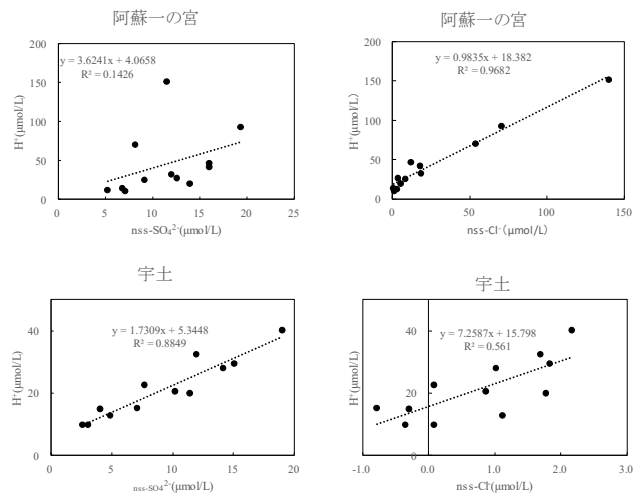 阿蘇一の宮
200
150
100
50
0
0 5 10 15 20 25
H⁺(μmol/L)
nss-SO₄²⁻(μmol/L)
y = 3.6241x + 4.0658
R² = 0.1426
阿蘇一の宮
200
150
100
50
0
0 50 100 150
H⁺(μmol/L)
nss-Cl⁻(μmol/L)
y = 0.9835x + 18.382
R² = 0.9682
宇土
40
20
0
0 5 10 15 20
H⁺(μmol/L)
nss-SO₄²⁻(μmol/L)
y = 1.7309x + 5.3448
R² = 0.8849
宇土
40
20
0
-1.0 0.0 1.0 2.0 3.0
H⁺(μmol/L)
nss-Cl⁻(μmol/L)
y = 7.2587x + 15.798
R² = 0.561